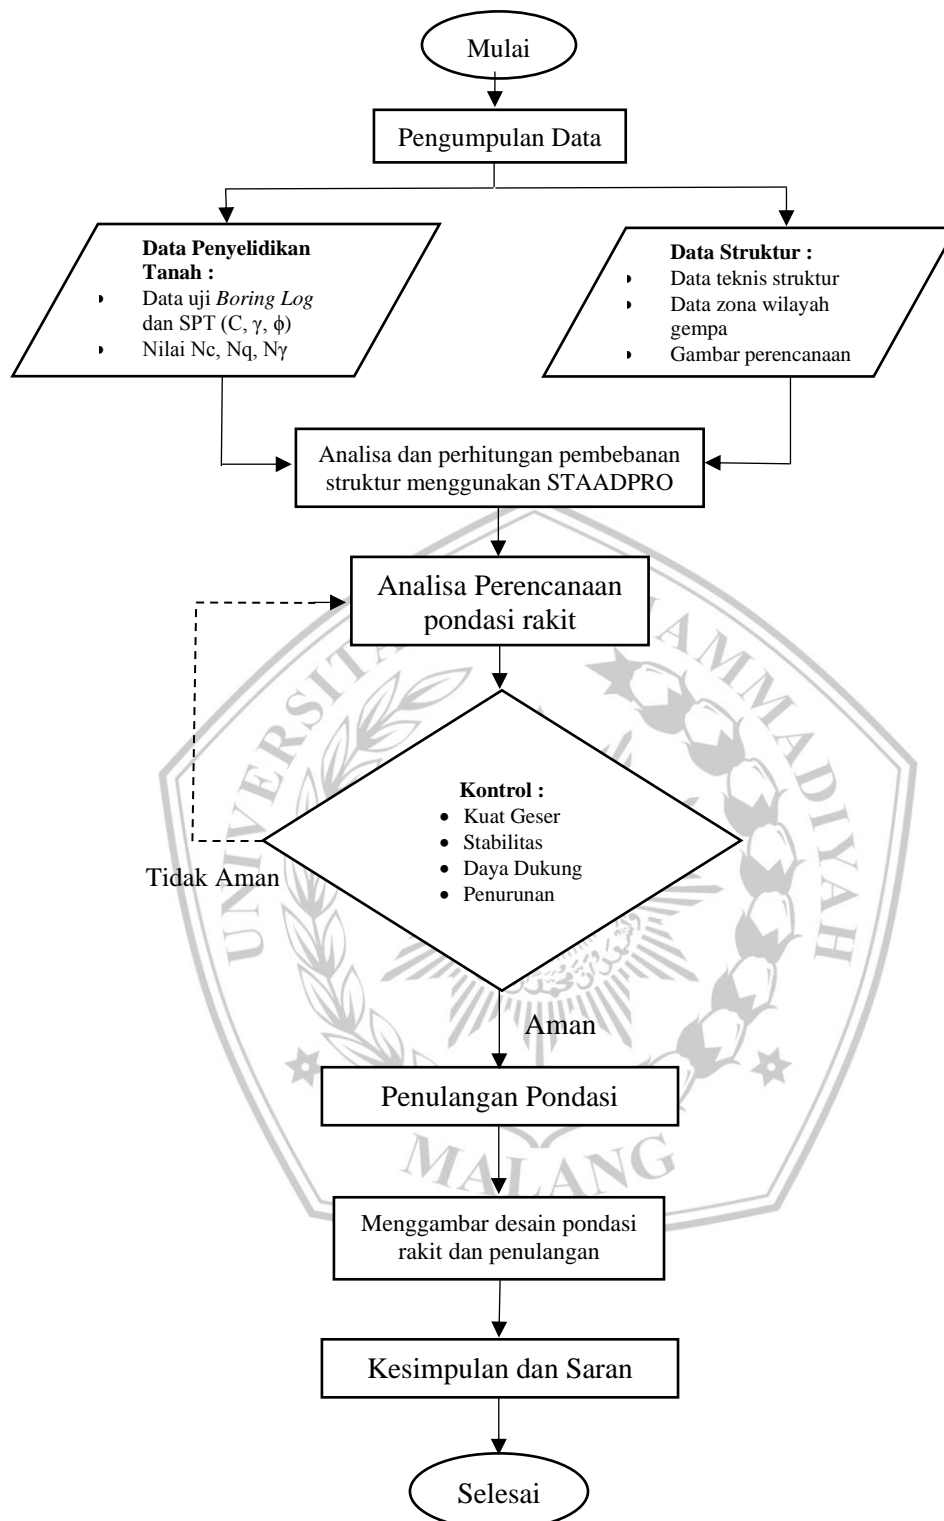 Mulai
Pengumpulan Data
Data Penyelidikan
Tanah :
Data uji Boring Log
dan SPT (C, γ, ϕ)
Nilai Nc, Nq, Nγ
Data Struktur :
Data teknis struktur
Data zona wilayah
gempa
Gambar perencanaan
Analisa dan perhitungan pembebanan
struktur menggunakan STAADPRO
Analisa Perencanaan
pondasi rakit
Kontrol :
• Kuat Geser
• Stabilitas
• Daya Dukung
• Penurunan
Tidak Aman
Aman
Penulangan Pondasi
MALANG
Menggambar desain pondasi
rakit dan penulangan
Kesimpulan dan Saran
Selesai